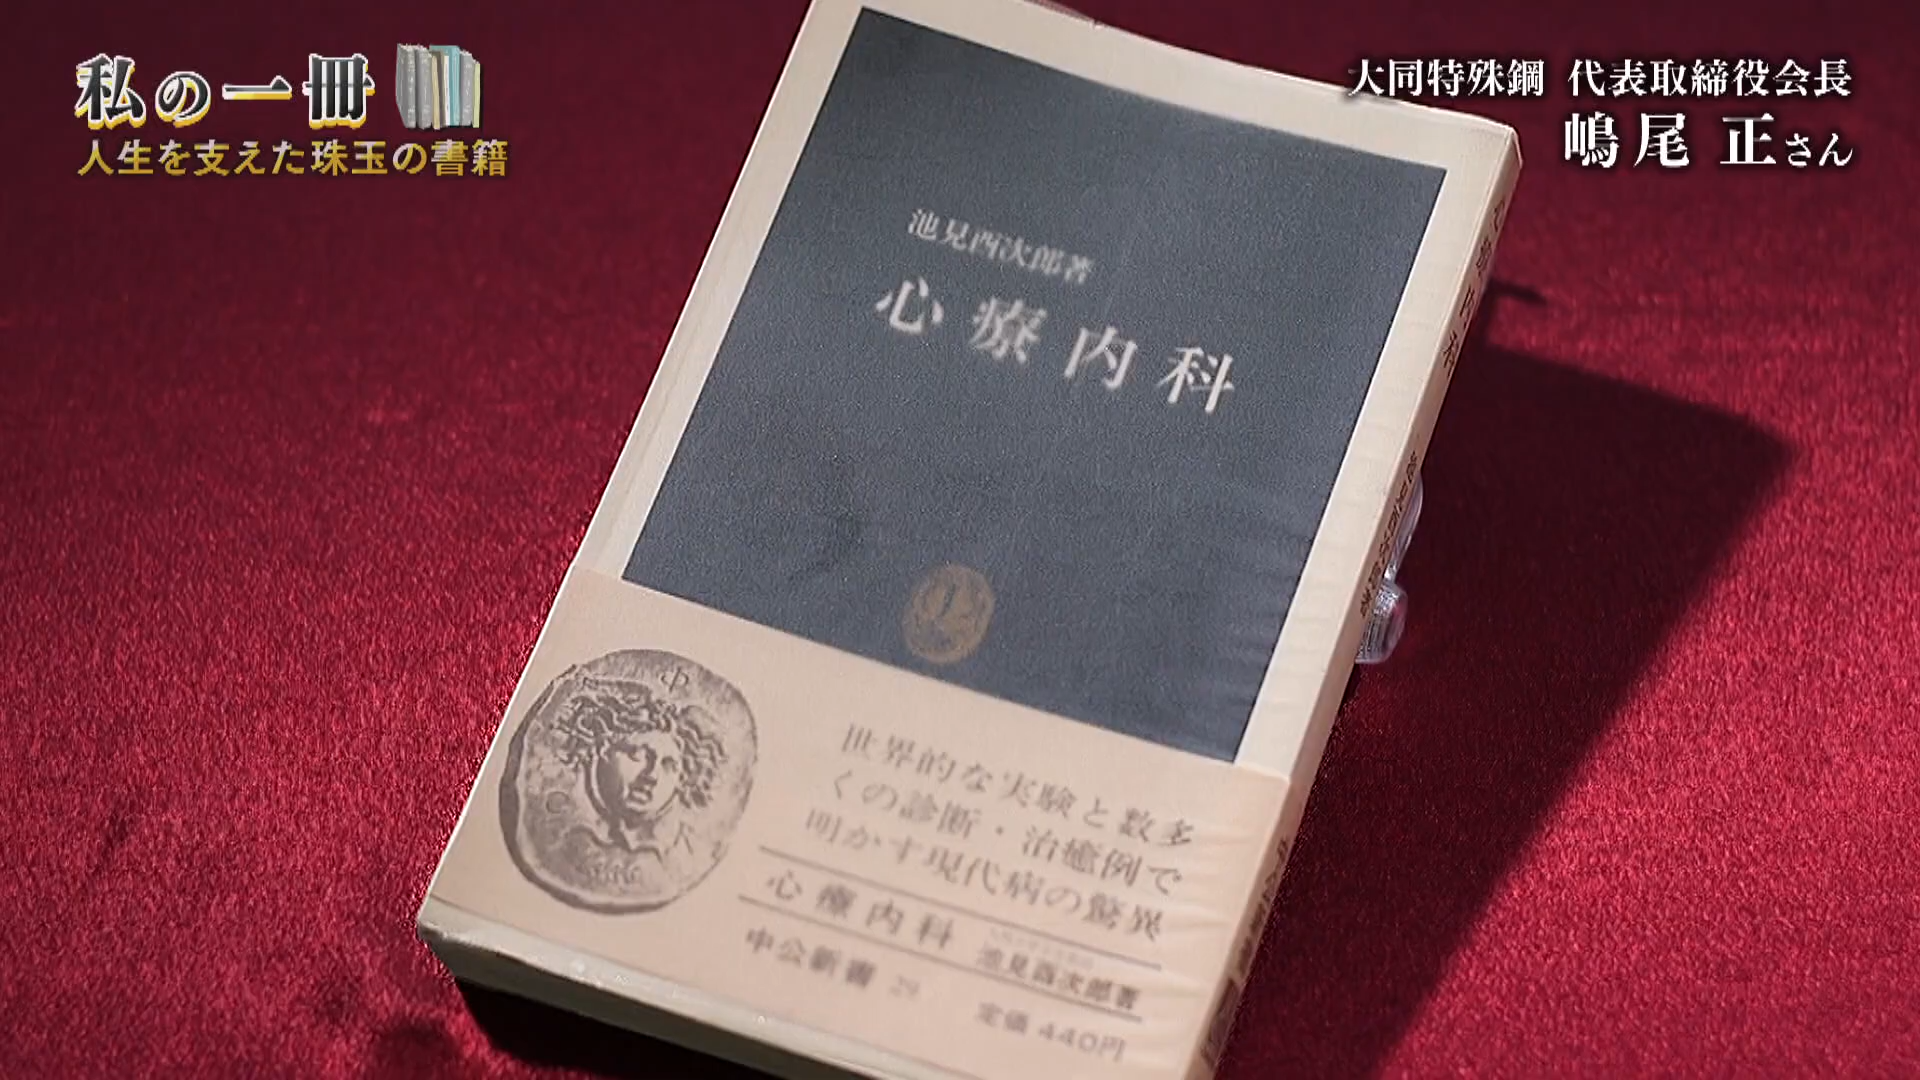 私の一冊
人生を支えた珠玉の書籍
大同特殊鋼 代表取締役会長
嶋尾 正さん
池見酉次郎著
心療内科
世界的な実験と数多
くの診断・治癒例で
明かす現代病の驚異
心療内科 池見酉次郎著
中公新書 29 定価 440円